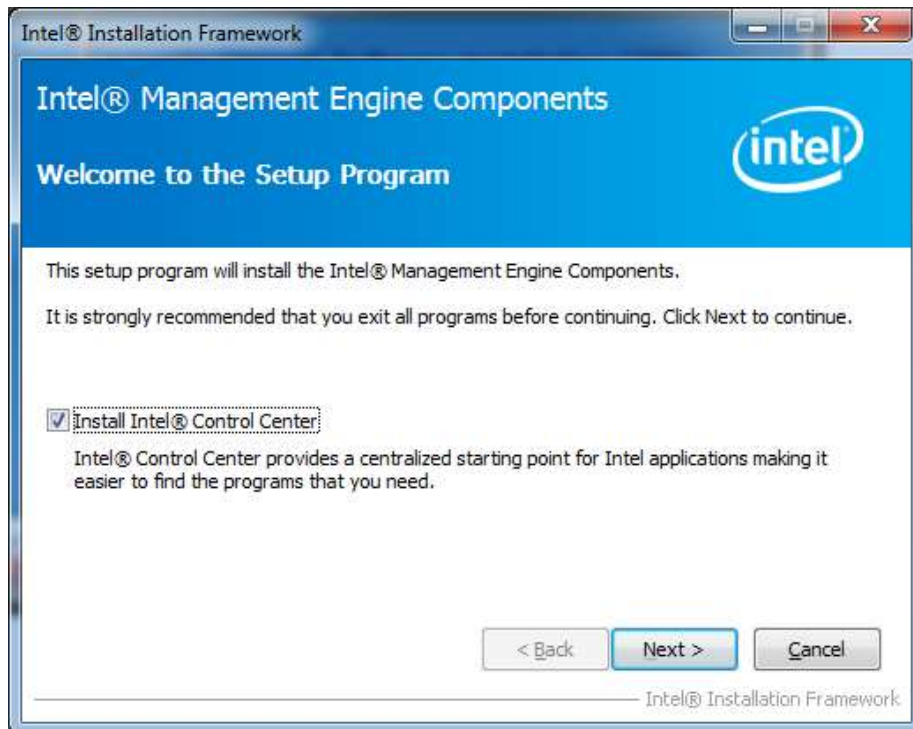 Intel® Installation Framework
Intel® Management Engine Components
Welcome to the Setup Program
intel
This setup program will install the Intel® Management Engine Components.
It is strongly recommended that you exit all programs before continuing. Click Next to continue.
Install Intel® Control Center
Intel® Control Center provides a centralized starting point for Intel applications making it
easier to find the programs that you need.
< Back Next > Cancel
Intel® Installation Framework